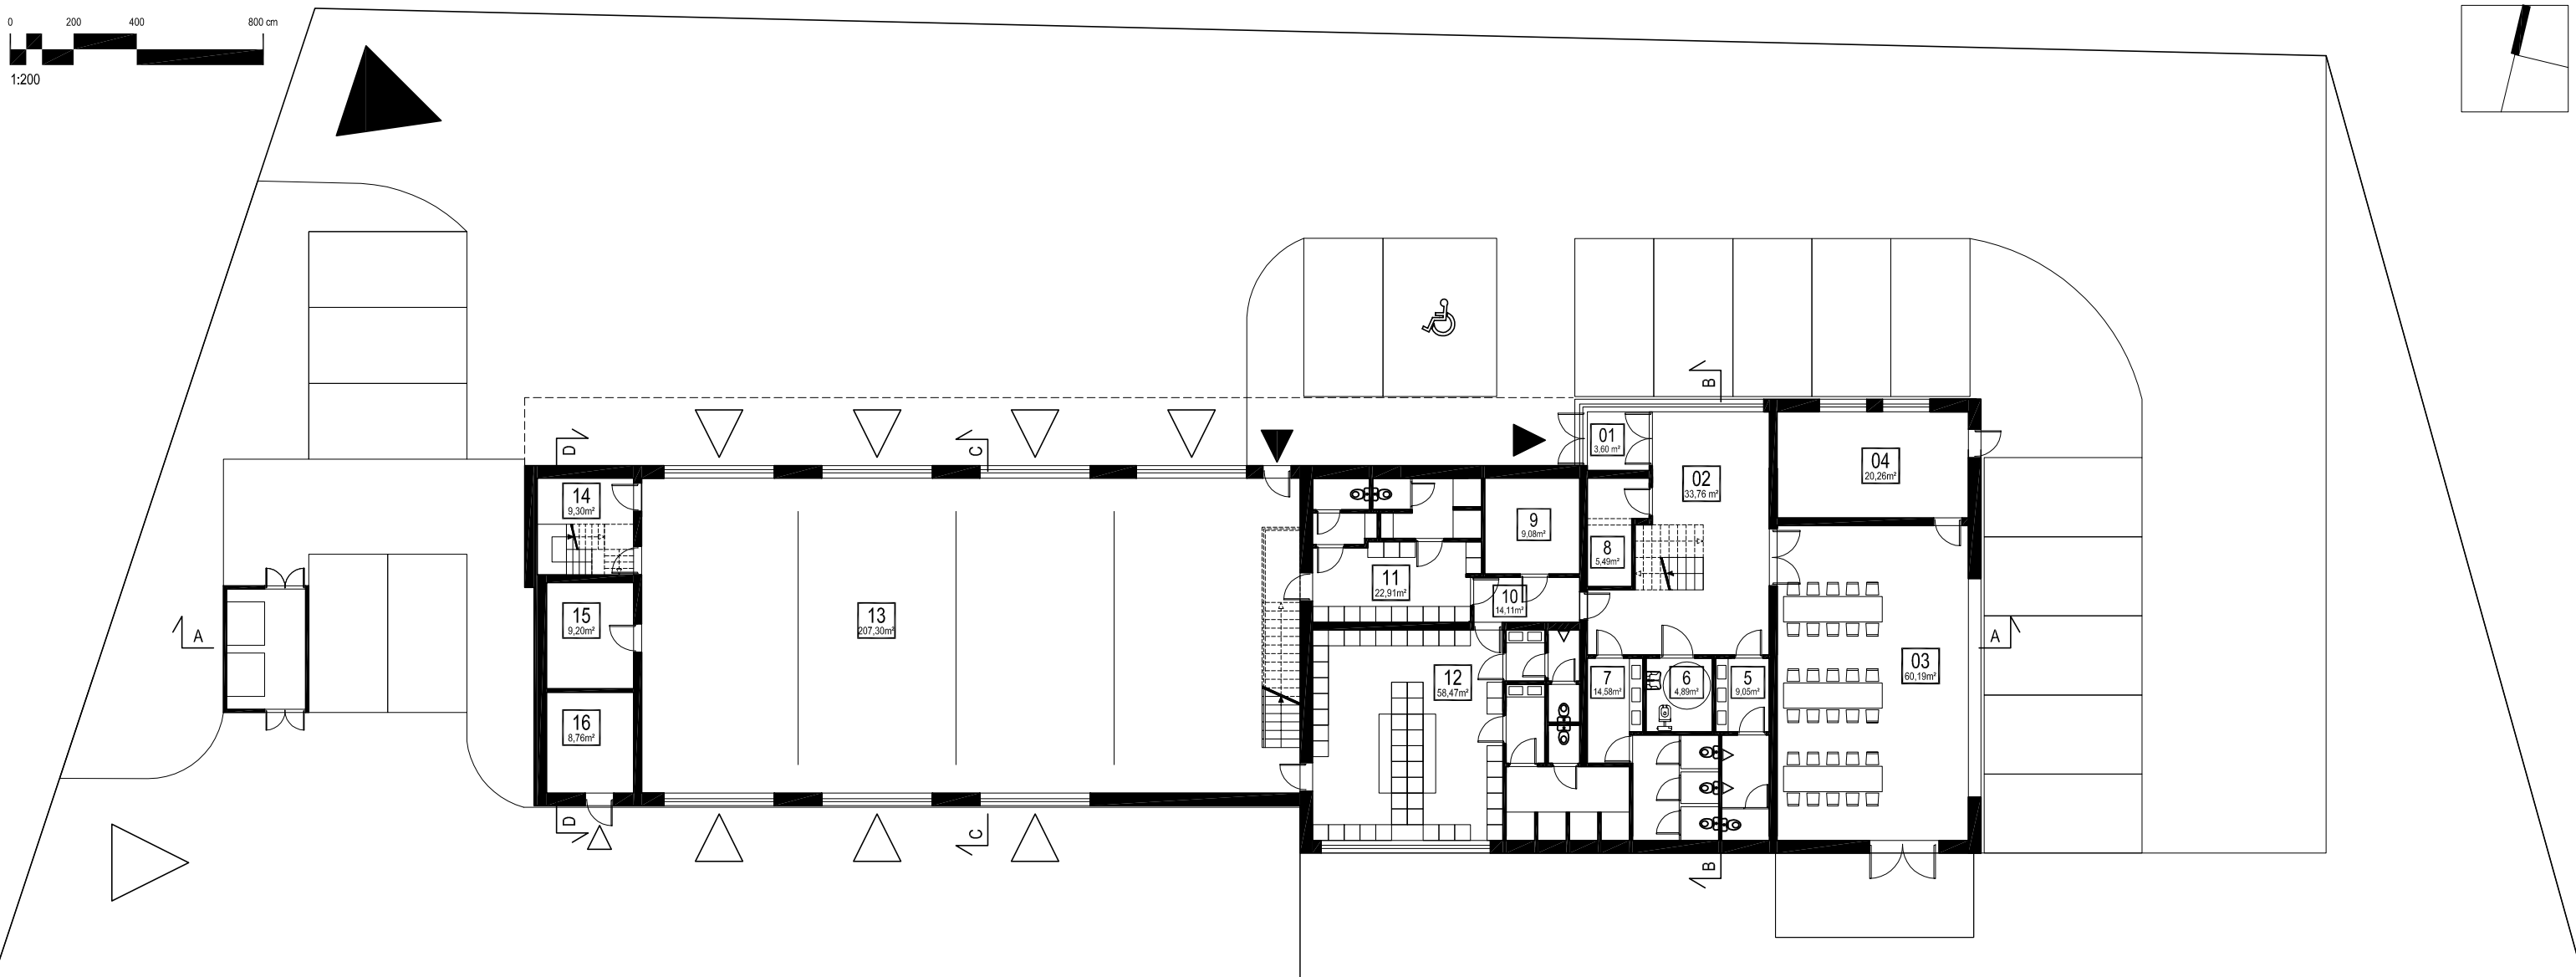 0 200 400 800 cm
1:200
B
01
3,60 m²
02
33,76 m²
04
20,26m²
D
C
14
9,30m²
9
9,08m²
8
5,49m²
11
22,91m²
10
14,11m²
13
207,30m²
15
9,20m²
A
A
12
58,47m²
7
14,58m²
6
4,89m²
5
9,05m²
03
60,19m²
16
8,76m²
D
C
B